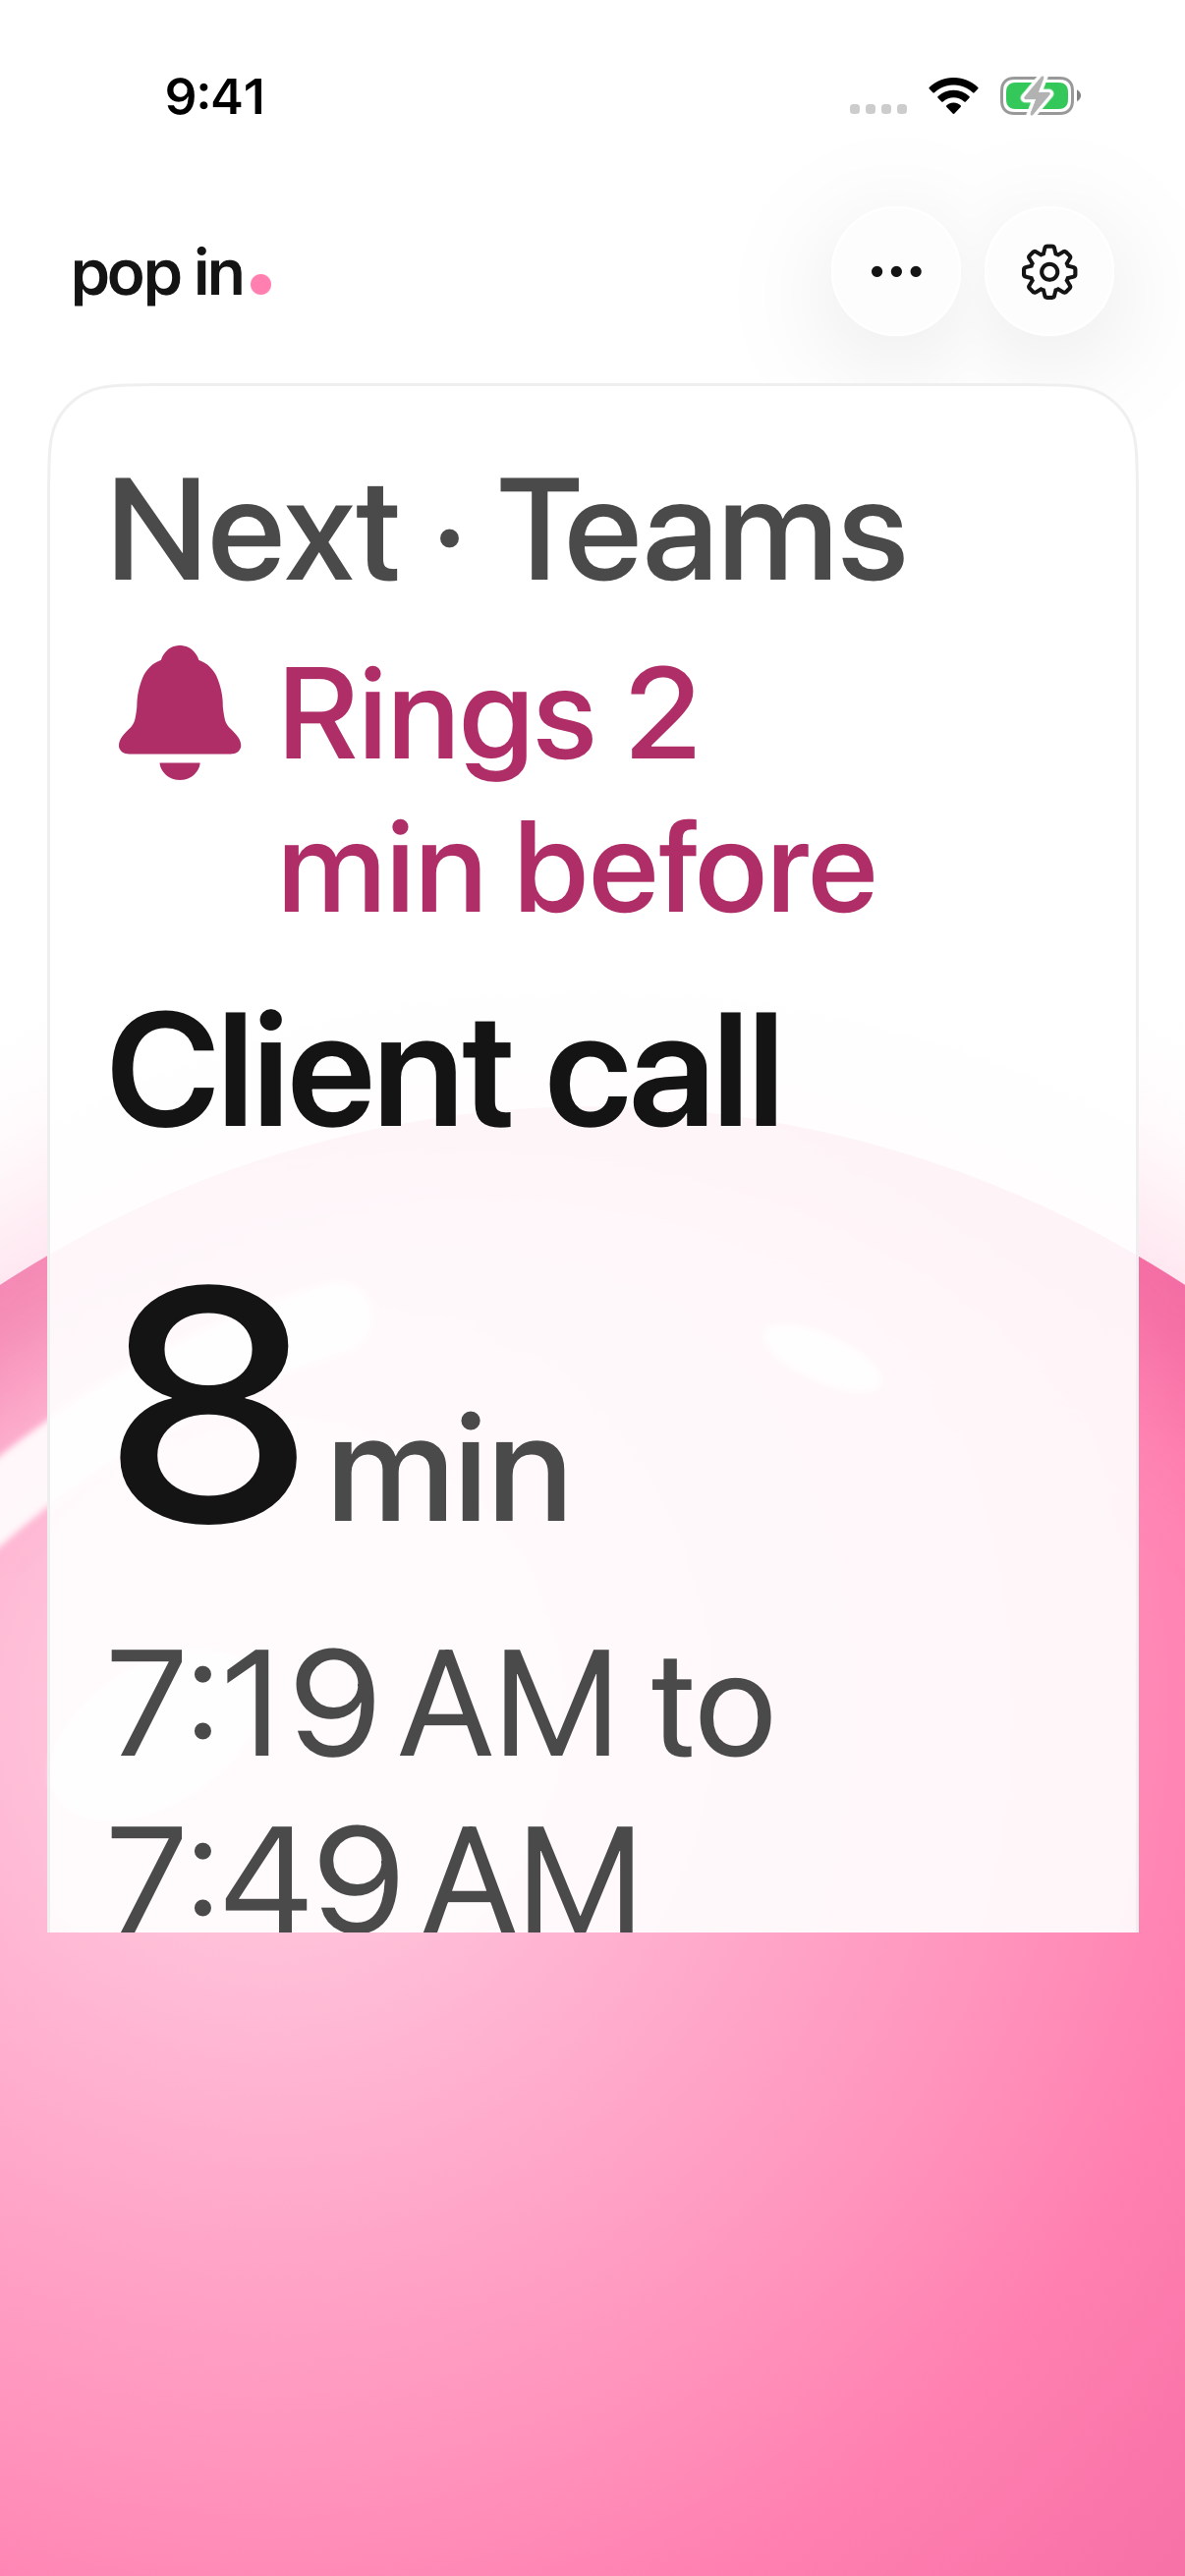 9:41
pop in
Next · Teams
Rings 2
min before
Client call
8 min
7:19 AM to
7:49 AM